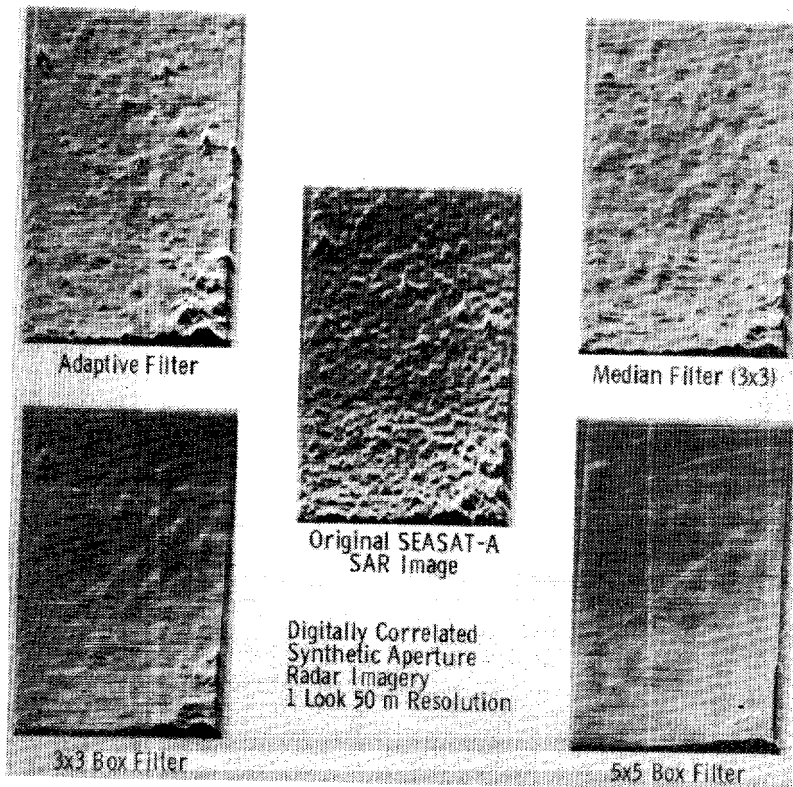 Adaptive Filter
Median Filter (3x3)
Original SEASAT-A
SAR Image
Digitally Correlated
Synthetic Aperture
Radar Imagery
1 Look 50 m Resolution
3x3 Box Filter
5x5 Box Filter